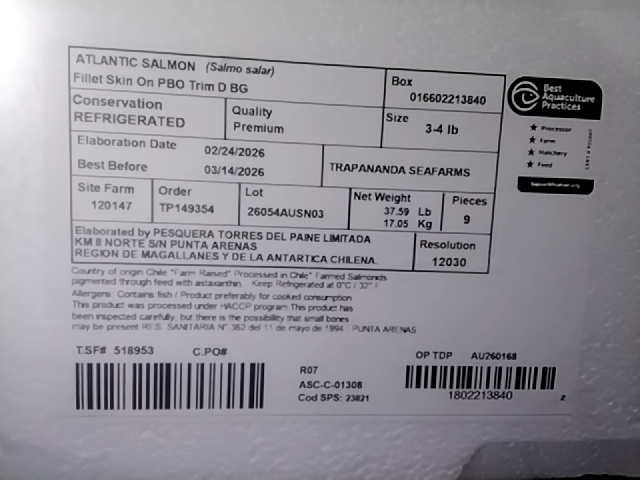 ATLANTIC SALMON (Salmo salar)
Fillet Skin On PBO Trim D BG
Box
016602213840
Conservation
REFRIGERATED
Quality
Premium
Size
3-4 lb
Elaboration Date 02/24/2026
Best Before 03/14/2026
TRAPANANDA SEAFARMS
Site Farm
120147
Order
TP149354
Lot
26054AUSN03
Net Weight
37.59 Lb
17.05 Kg
Pieces
9
Elaborated by PESQUERA TORRES DEL PAINE LIMITADA
KM 8 NORTE S/N PUNTA ARENAS
REGION DE MAGALLANES Y DE LA ANTARTICA CHILENA.
Resolution
12030
Country of origin Chile "Farm Raised" Processed in Chile" Farmed Salmonids
pigmented through feed with astaxanthin. Keep Refrigerated at 0°C / 32° F
Allergens: Contains fish / Product preferably for cooked consumption
This product was processed under HACCP program.This product has
been inspected carefully, but there is the possibility that small bones
may be present RES. SANITARIA N° 362 del 11 de mayo de 1994 PUNTA ARENAS
Best
Aquaculture
Practices
Processor
Farm
Hatchery
Feed
T.SF# 518953 C.PO#
R07
ASC-C-01308
Cod SPS: 23821
OP TDP AU260168
1802213840
2